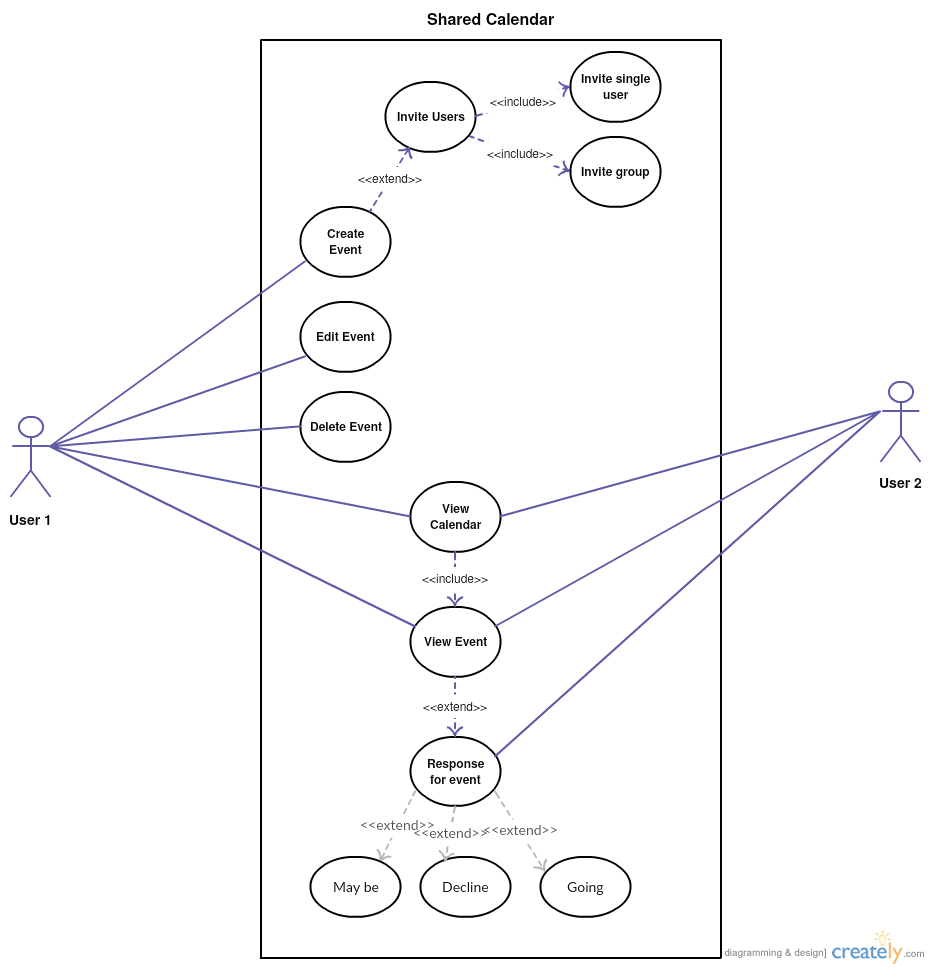 Shared Calendar
Invite single
user
Invite Users
<<include>>
<<include>>
Invite group
<<extend>>
Create
Event
Edit Event
Delete Event
User 1
User 2
View
Calendar
<<include>>
View Event
<<extend>>
Response
for event
<<extend>>
<<extend>>
<<extend>>
May be
Decline
Going
diagramming & design]
creately.com